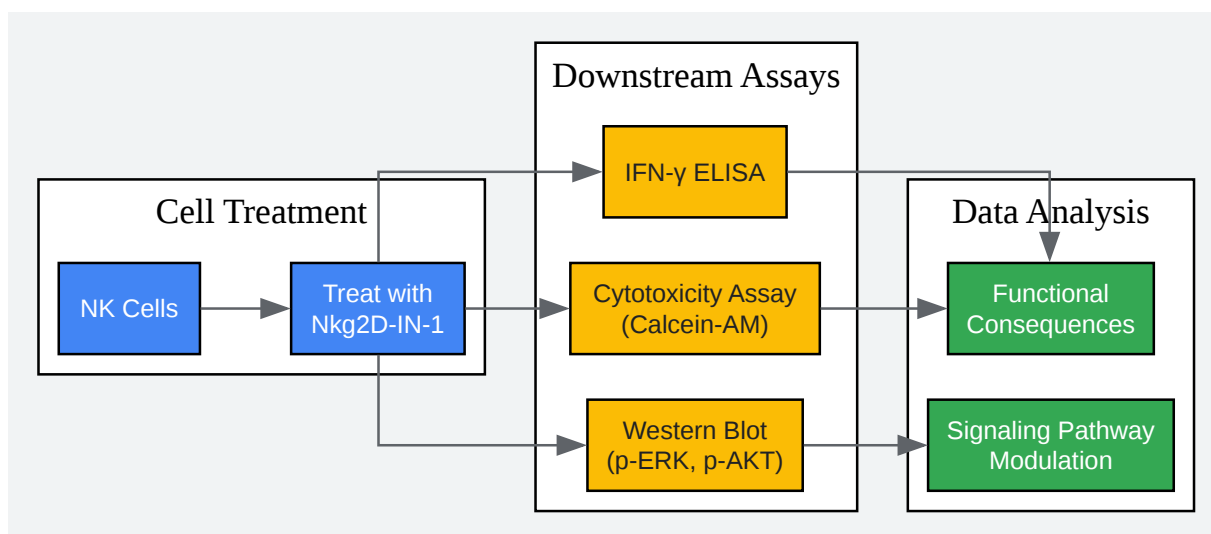 Cell Treatment
NK Cells
Treat with
Nkg2D-IN-1
Downstream Assays
IFN-γ ELISA
Cytotoxicity Assay
(Calcein-AM)
Western Blot
(p-ERK, p-AKT)
Data Analysis
Functional
Consequences
Signaling Pathway
Modulation